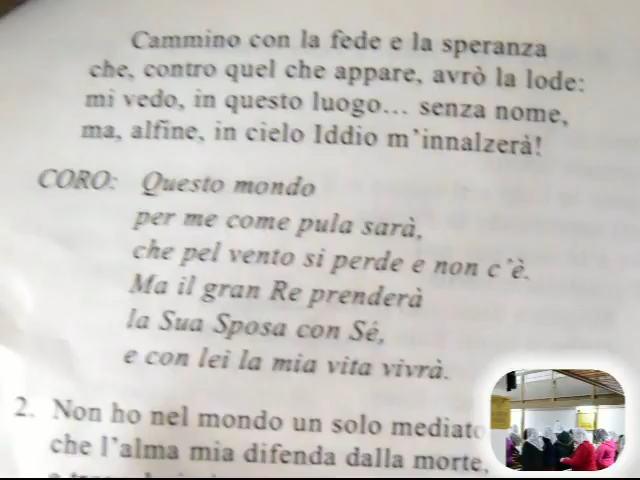 Cammino con la fede e la speranza
che, contro quel che appare, avrò la lode:
mi vedo, in questo luogo... senza nome,
ma, alfine, in cielo Iddio m'innalzerà!
CORO: Questo mondo
per me come pula sarà,
che pel vento si perde e non c'è.
Ma il gran Re prenderà
la Sua Sposa con Sé,
e con lei la mia vita vivrà.
2. Non ho nel mondo un solo mediato
che l'alma mia difenda dalla morte,